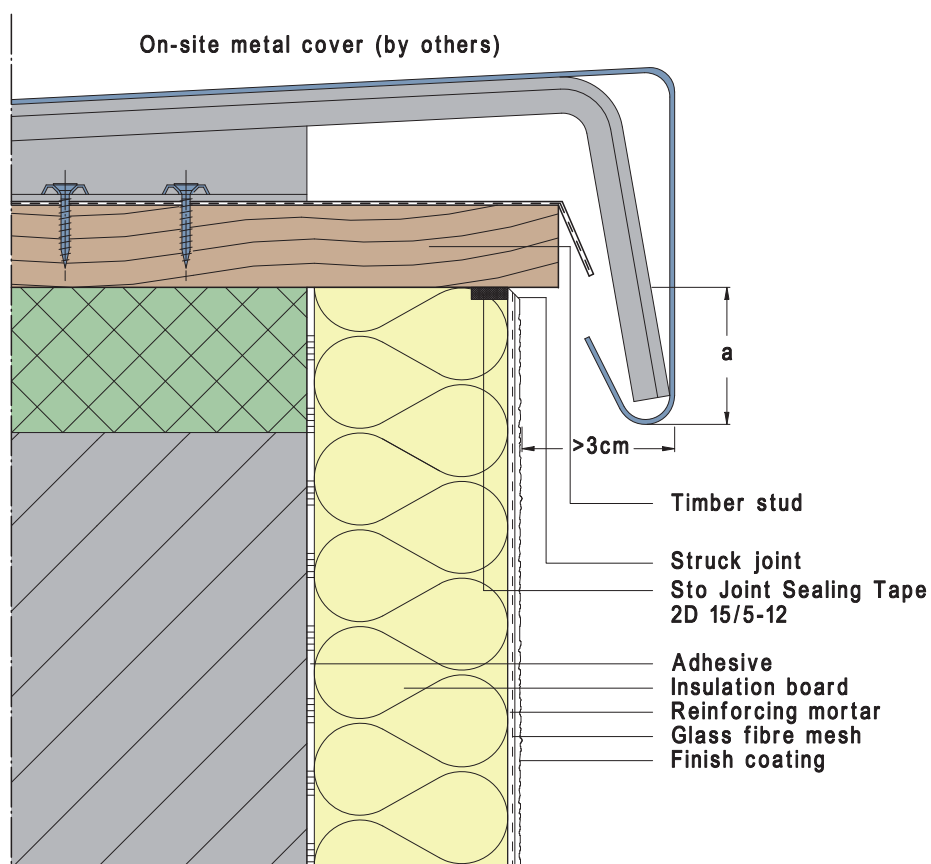 On-site metal cover (by others)
a
>3cm
Timber stud
Struck joint
Sto Joint Sealing Tape
2D 15/5-12
Adhesive
Insulation board
Reinforcing mortar
Glass fibre mesh
Finish coating